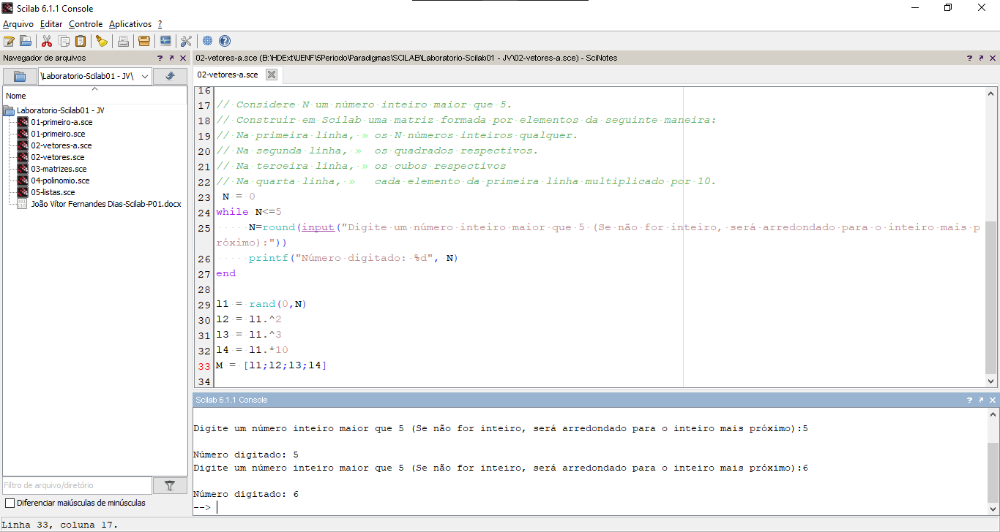 Scilab 6.1.1 Console
Arquivo Editar Controle Aplicativos ?
Navegador de arquivos ? ↗ ×
\Laboratorio-Scilab01 - JV\
Nome
Laboratorio-Scilab01 - JV
01-primeiro-a.sce
01-primeiro.sce
02-vetores-a.sce
02-vetores.sce
03-matrizes.sce
04-polinomio.sce
05-listas.sce
João Vítor Fernandes Dias-Scilab-P01.docx
Filtro de arquivo/diretório
Diferenciar maiúsculas de minúsculas
02-vetores-a.sce (B:\HDExt\UENF\5Periodo\Paradigmas\SCILAB\Laboratorio-Scilab01 - JV\02-vetores-a.sce) - SciNotes ? ↗ ×
02-vetores-a.sce
16
17 // Considere N um número inteiro maior que 5.
18 // Construir em Scilab uma matriz formada por elementos da seguinte maneira:
19 // Na primeira linha, » os N números inteiros qualquer.
20 // Na segunda linha, » os quadrados respectivos.
21 // Na terceira linha, » os cubos respectivos
22 // Na quarta linha, » cada elemento da primeira linha multiplicado por 10.
23 N = 0
24 while N<=5
25 N=round(input("Digite um número inteiro maior que 5 (Se não for inteiro, será arredondado para o inteiro mais p
róximo):"))
26 printf("Número digitado: %d", N)
27 end
28
29 l1 = rand(0,N)
30 l2 = l1.^2
31 l3 = l1.^3
32 l4 = l1.*10
33 M = [l1;l2;l3;l4]
34
Scilab 6.1.1 Console ? ↗ ×
Digite um número inteiro maior que 5 (Se não for inteiro, será arredondado para o inteiro mais próximo):5
Número digitado: 5
Digite um número inteiro maior que 5 (Se não for inteiro, será arredondado para o inteiro mais próximo):6
Número digitado: 6
-->
Linha 33, coluna 17.